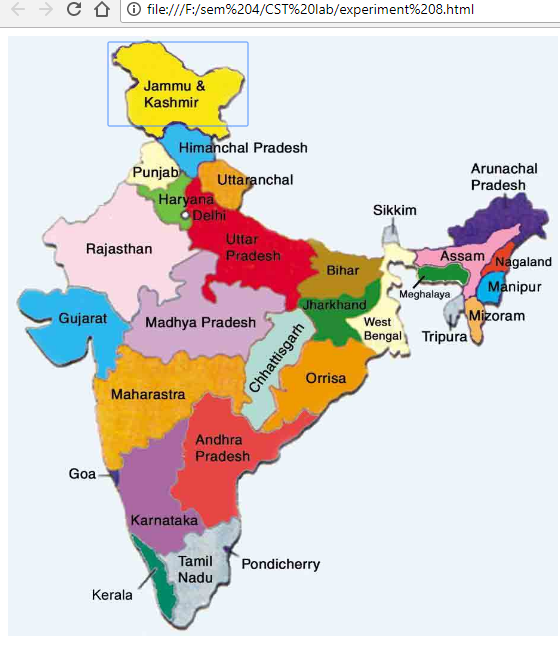 file:///F:/sem%204/CST%20lab/experiment%208.html
Jammu &
Kashmir
Himanchal Pradesh
Punjab
Uttaranchal
Haryana
Delhi
Arunachal
Pradesh
Sikkim
Rajasthan
Uttar
Pradesh
Bihar
Assam
Nagaland
Meghalaya
Manipur
Gujarat
Madhya Pradesh
Jharkhand
West
Bengal
Tripura
Mizoram
Chhattisgarh
Maharastra
Orrisa
Andhra
Pradesh
Goa
Karnataka
Tamil
Nadu
Pondicherry
Kerala